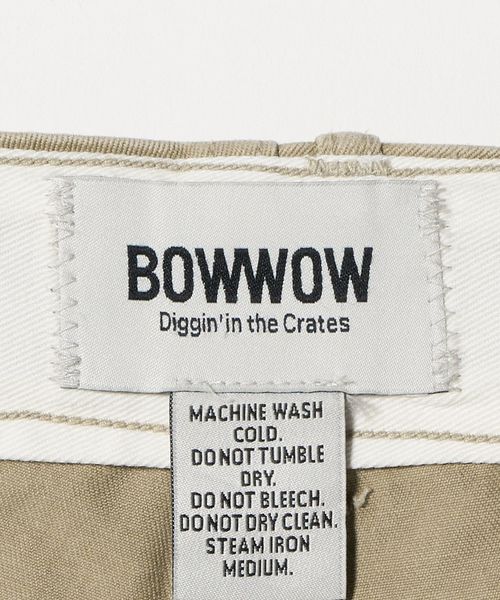 BOWWOW
Diggin'in the Crates
MACHINE WASH
COLD.
DO NOT TUMBLE
DRY.
DO NOT BLEECH.
DO NOT DRY CLEAN.
STEAM IRON
MEDIUM.